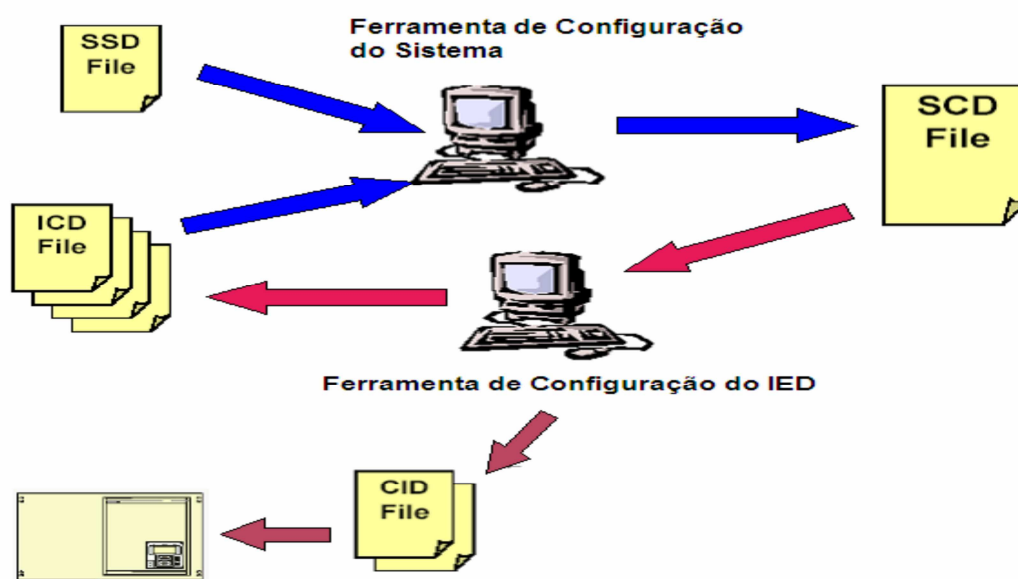 SSD
File
Ferramenta de Configuração
do Sistema
SCD
File
ICD
File
Ferramenta de Configuração do IED
CID
File